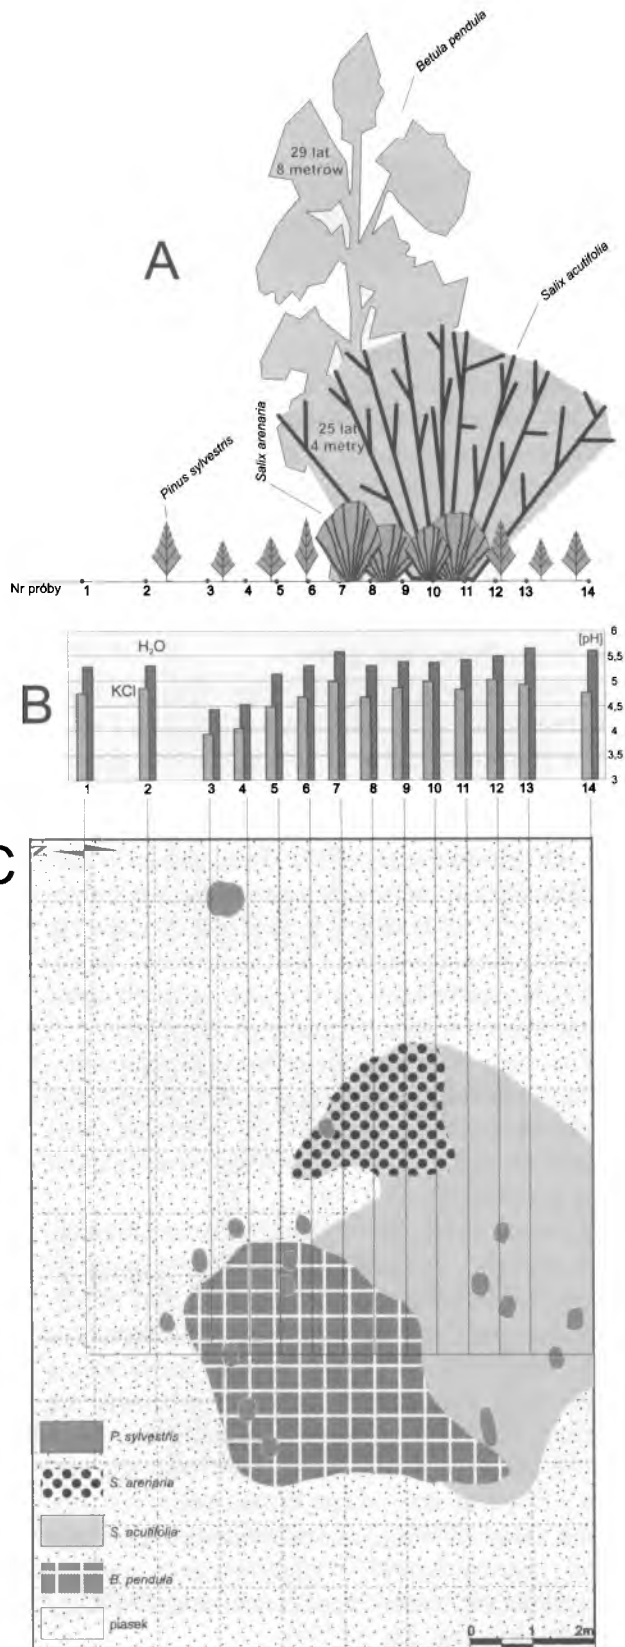 Betula pendula
29 lat
8 metrów
A
Salix acutifolia
Salix arenaria
25 lat
4 metry
Pinus sylvestris
Nr próby 1 2 3 4 5 6 7 8 9 10 11 12 13 14
B
H₂O
KCl
[pH]
6
5,5
5
4,5
4
3,5
3
1 2 3 4 5 6 7 8 9 10 11 12 13 14
C
Z
P. sylvestris
S. arenaria
S. acutifolia
B. pendula
piasek
0 1 2m